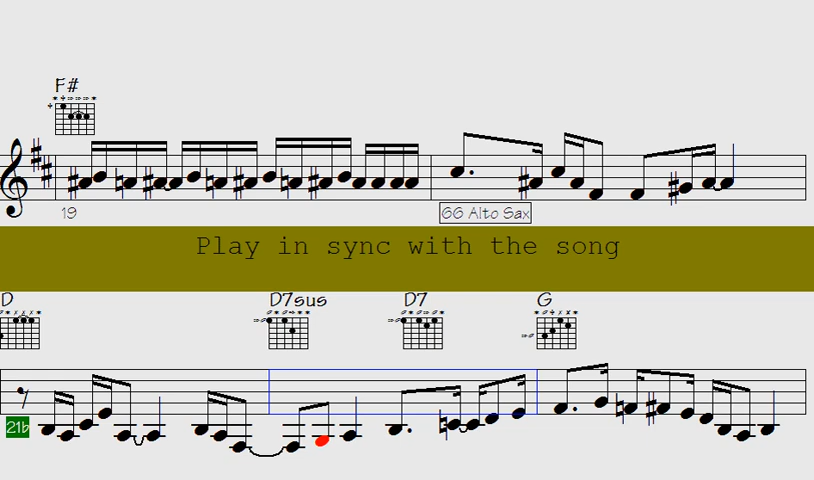 F#
19
66 Alto Sax
Play in sync with the song
D D7sus D7 G
21b